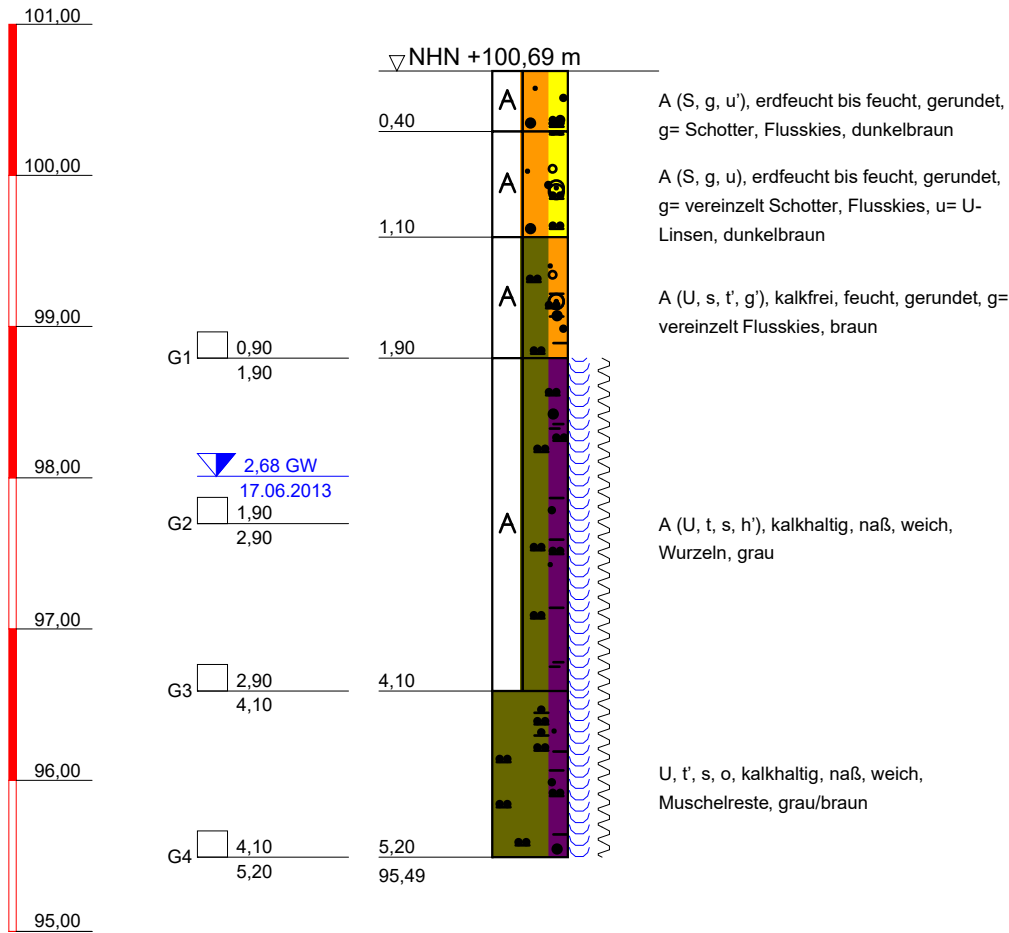 101,00
100,00
99,00
98,00
97,00
96,00
95,00
NHN +100,69 m
A
0,40
A (S, g, u'), erdfeucht bis feucht, gerundet,
g= Schotter, Flusskies, dunkelbraun
A
1,10
A (S, g, u), erdfeucht bis feucht, gerundet,
g= vereinzelt Schotter, Flusskies, u= U-
Linsen, dunkelbraun
A
1,90
A (U, s, t', g'), kalkfrei, feucht, gerundet, g=
vereinzelt Flusskies, braun
G1 0,90
1,90
2,68 GW
17.06.2013
G2 1,90
2,90
A
A (U, t, s, h'), kalkhaltig, naß, weich,
Wurzeln, grau
G3 2,90
4,10
4,10
U, t', s, o, kalkhaltig, naß, weich,
Muschelreste, grau/braun
G4 4,10
5,20
5,20
95,49